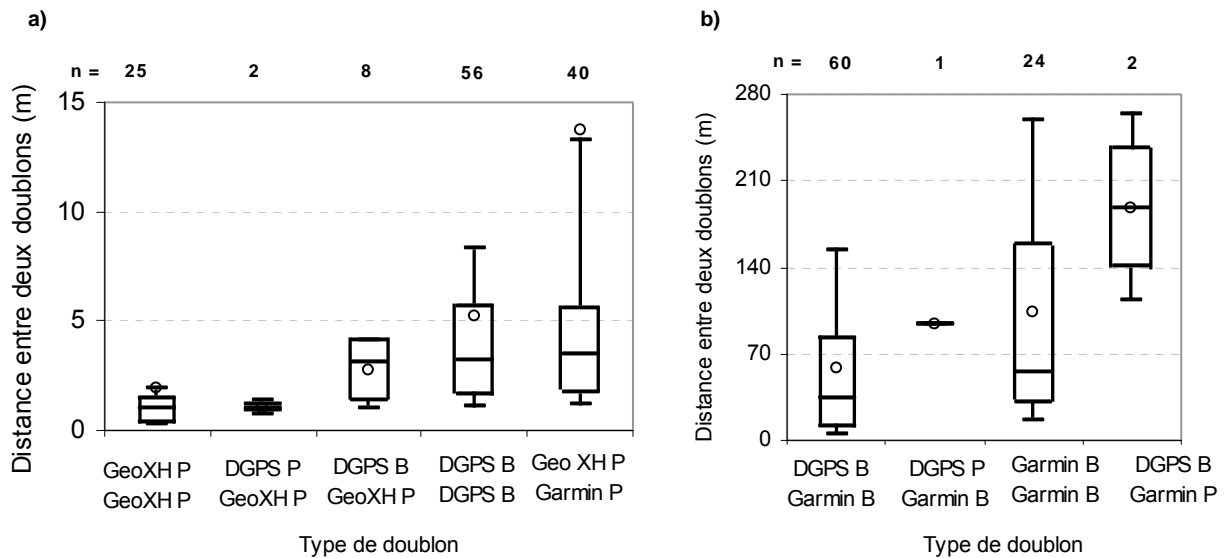 a)
n = 25 2 8 56 40
Distance entre deux doublons (m)
15
10
5
0
GeoXH P DGPS P DGPS B DGPS B Geo XH P
GeoXH P GeoXH P GeoXH P DGPS B Garmin P
Type de doublon
b)
n = 60 1 24 2
Distance entre deux doublons (m)
280
210
140
70
0
DGPS B DGPS P Garmin B DGPS B
Garmin B Garmin B Garmin B Garmin P
Type de doublon